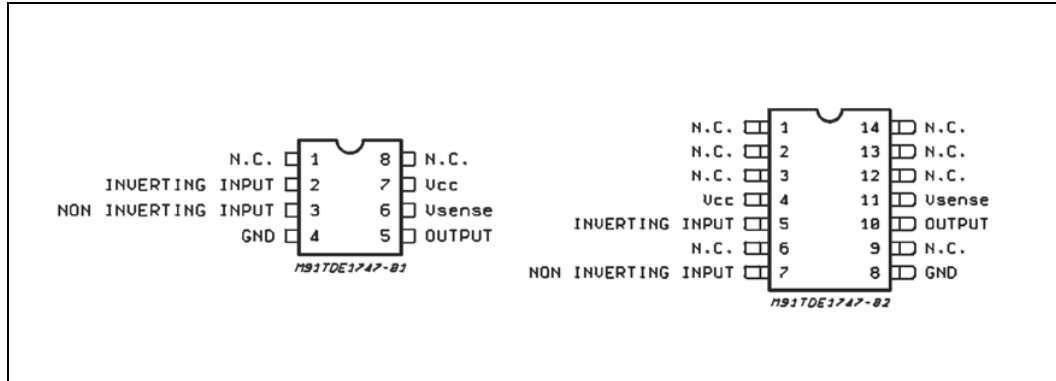 N.C. 1 8 N.C.
INVERTING INPUT 2 7 Vcc
NON INVERTING INPUT 3 6 Vsense
GND 4 5 OUTPUT
M91TDE1747-01
N.C. 1 14 N.C.
N.C. 2 13 N.C.
N.C. 3 12 N.C.
Vcc 4 11 Vsense
INVERTING INPUT 5 10 OUTPUT
N.C. 6 9 N.C.
NON INVERTING INPUT 7 8 GND
M91TDE1747-02